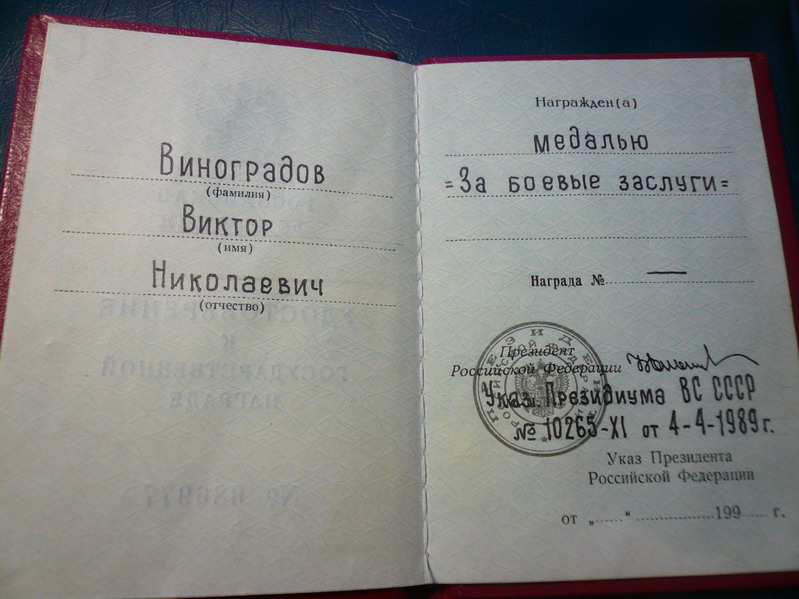 Виноградов
(фамилия)
Виктор
(имя)
Николаевич
(отчество)
Награжден(а)
медалью
=За боевые заслуги=
Награда № —
Президент
Российской Федерации
Указ. Президиума ВС СССР
№ 10265-XI от 4-4-1989г.
Указ Президента
Российской Федерации
от „......“ .................199..... г.